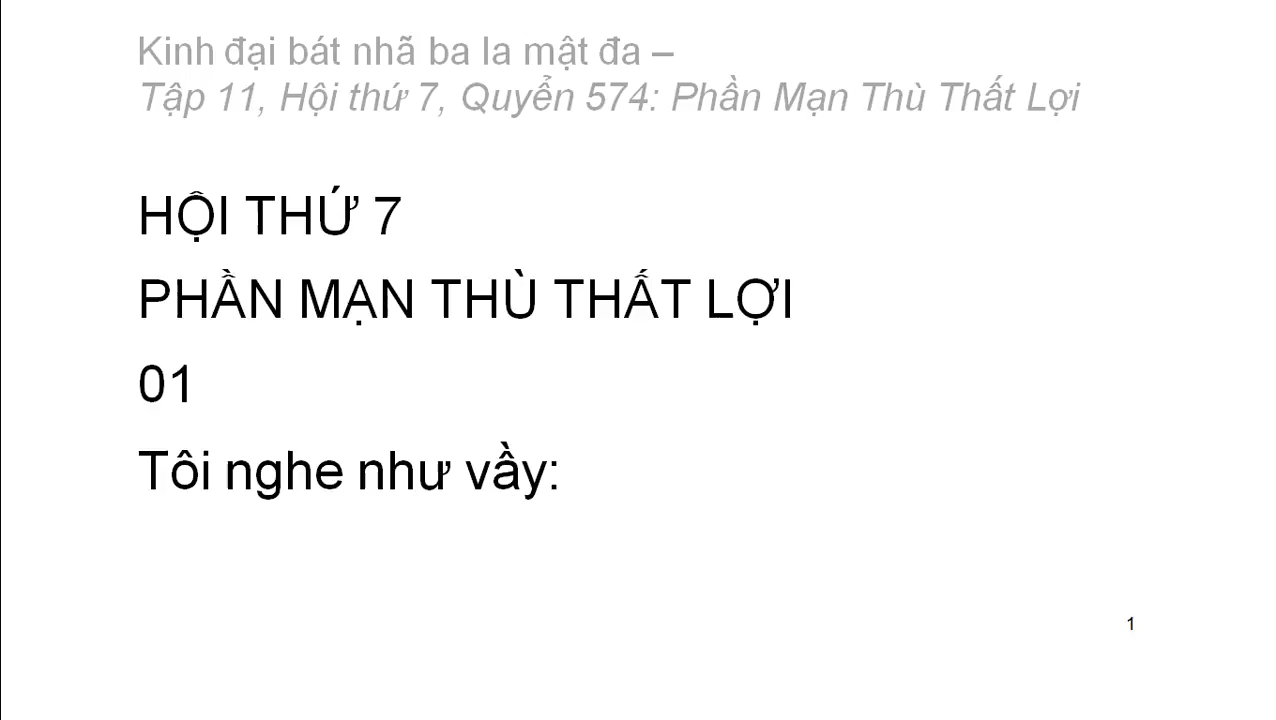 Kinh đại bát nhã ba la mật đa –
Tập 11, Hội thứ 7, Quyển 574: Phần Mạn Thù Thất Lợi
HỘI THỨ 7
PHẦN MẠN THÙ THẤT LỢI
01
Tôi nghe như vầy:
1